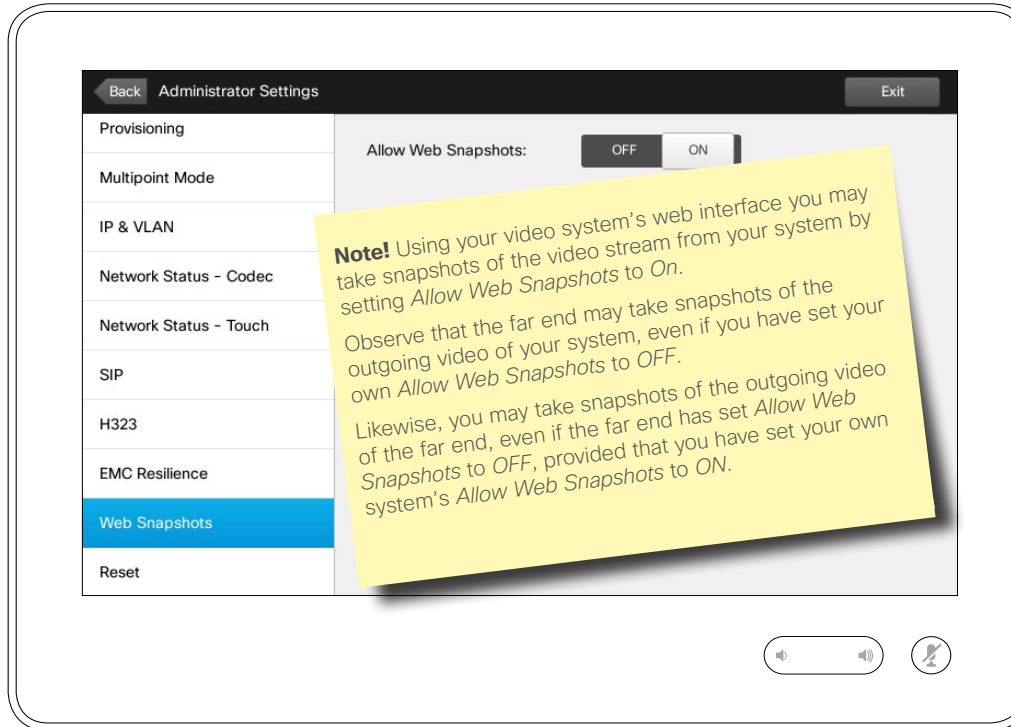 Back Administrator Settings Exit
Provisioning
Multipoint Mode
IP & VLAN
Network Status - Codec
Network Status - Touch
SIP
H323
EMC Resilience
Web Snapshots
Reset
Allow Web Snapshots: OFF ON
Note! Using your video system's web interface you may
take snapshots of the video stream from your system by
setting Allow Web Snapshots to On.
Observe that the far end may take snapshots of the
outgoing video of your system, even if you have set your
own Allow Web Snapshots to OFF.
Likewise, you may take snapshots of the outgoing video
of the far end, even if the far end has set Allow Web
Snapshots to OFF, provided that you have set your own
system's Allow Web Snapshots to ON.